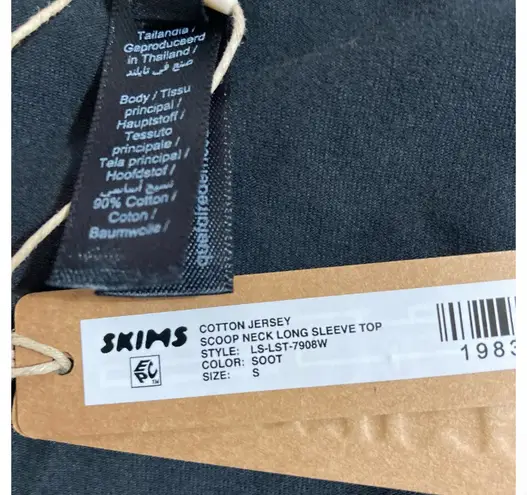 Tailandia /
Geproduceerd
in Thailand /
صنع في تايلند
Body / Tissu
principal /
Hauptstoff /
Tessuto
principale /
Tela principal /
Hoofdstof /
نسيج أساسي
90% Cotton /
Coton /
Baumwolle /
SKIMS
COTTON JERSEY
SCOOP NECK LONG SLEEVE TOP
STYLE: LS-LST-7908W
COLOR: SOOT
SIZE: S
EPC TM
1983